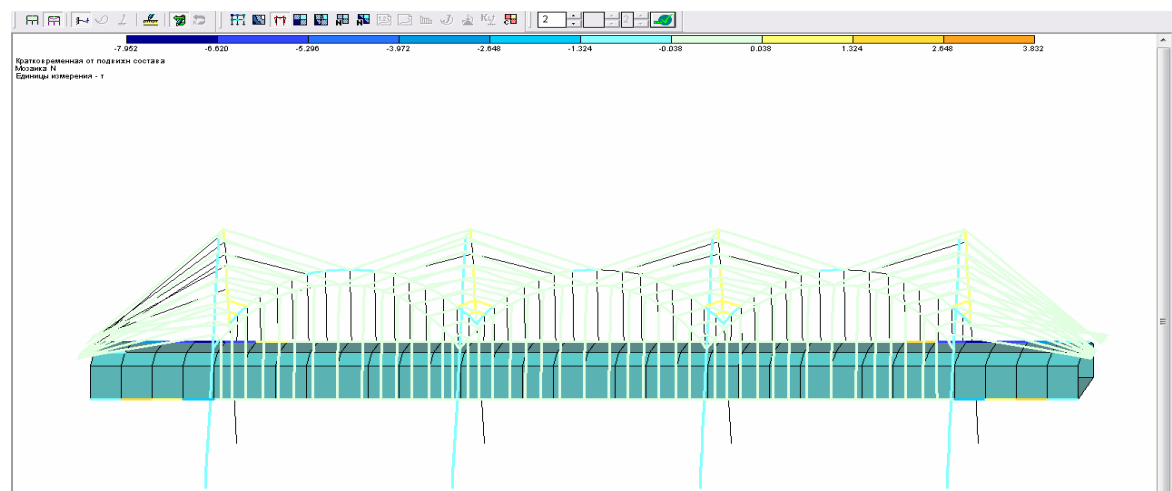 2
2
-7.952 -6.620 -5.296 -3.972 -2.648 -1.324 -0.038 0.038 1.324 2.648 3.832
Кратковременная от подвижн состава
Мозаика N
Единицы измерения - т